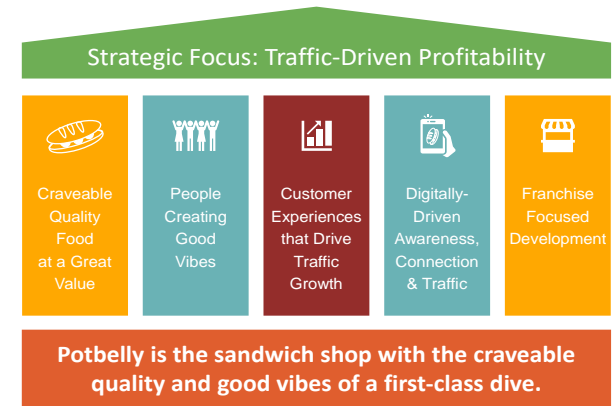 Strategic Focus: Traffic-Driven Profitability
Craveable
Quality
Food
at a Great
Value
People
Creating
Good
Vibes
Customer
Experiences
that Drive
Traffic
Growth
Digitally-
Driven
Awareness,
Connection
& Traffic
Franchise
Focused
Development
Potbelly is the sandwich shop with the craveable
quality and good vibes of a first-class dive.